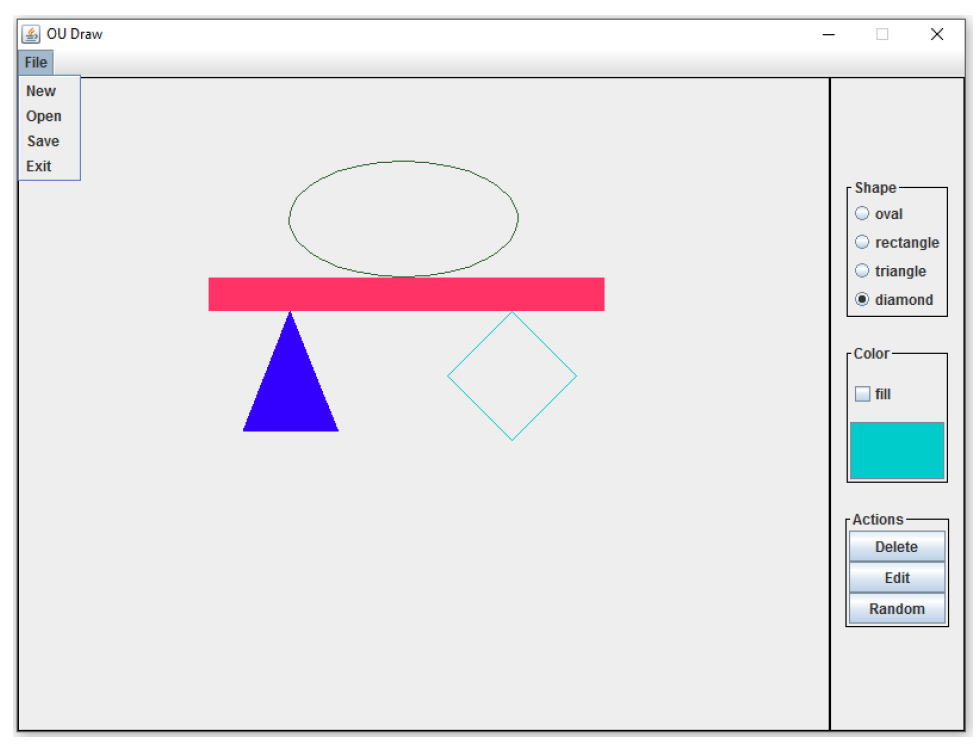 OU Draw
File
New
Open
Save
Exit
Shape
oval
rectangle
triangle
diamond
Color
fill
Actions
Delete
Edit
Random